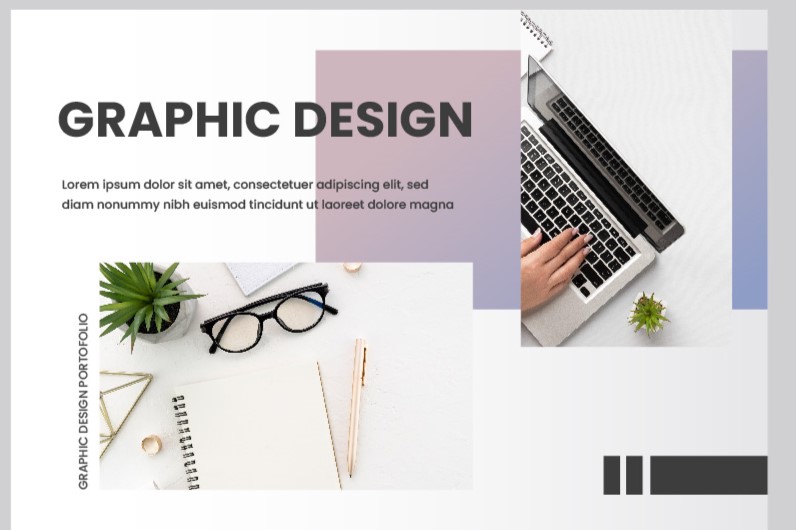 GRAPHIC DESIGN
Lorem ipsum dolor sit amet, consectetuer adipiscing elit, sed
diam nonummy nibh euismod tincidunt ut laoreet dolore magna
GRAPHIC DESIGN PORTOFOLIO